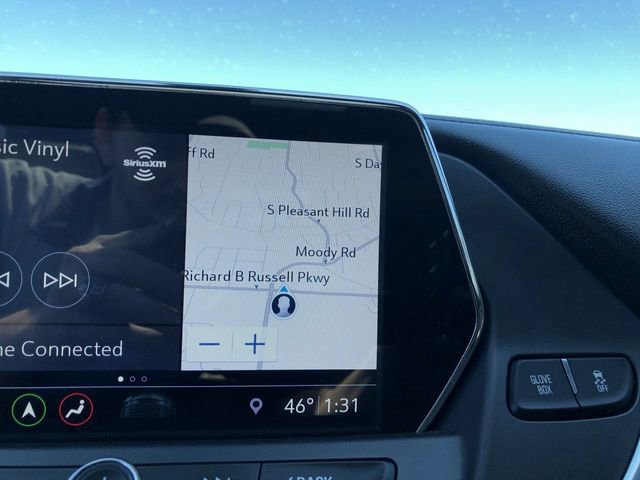 sic Vinyl
SiriusXM
ff Rd
S Da
S Pleasant Hill Rd
Moody Rd
Richard B Russell Pkwy
ne Connected
46° 1:31
GLOVE
BOX
OFF
BACK